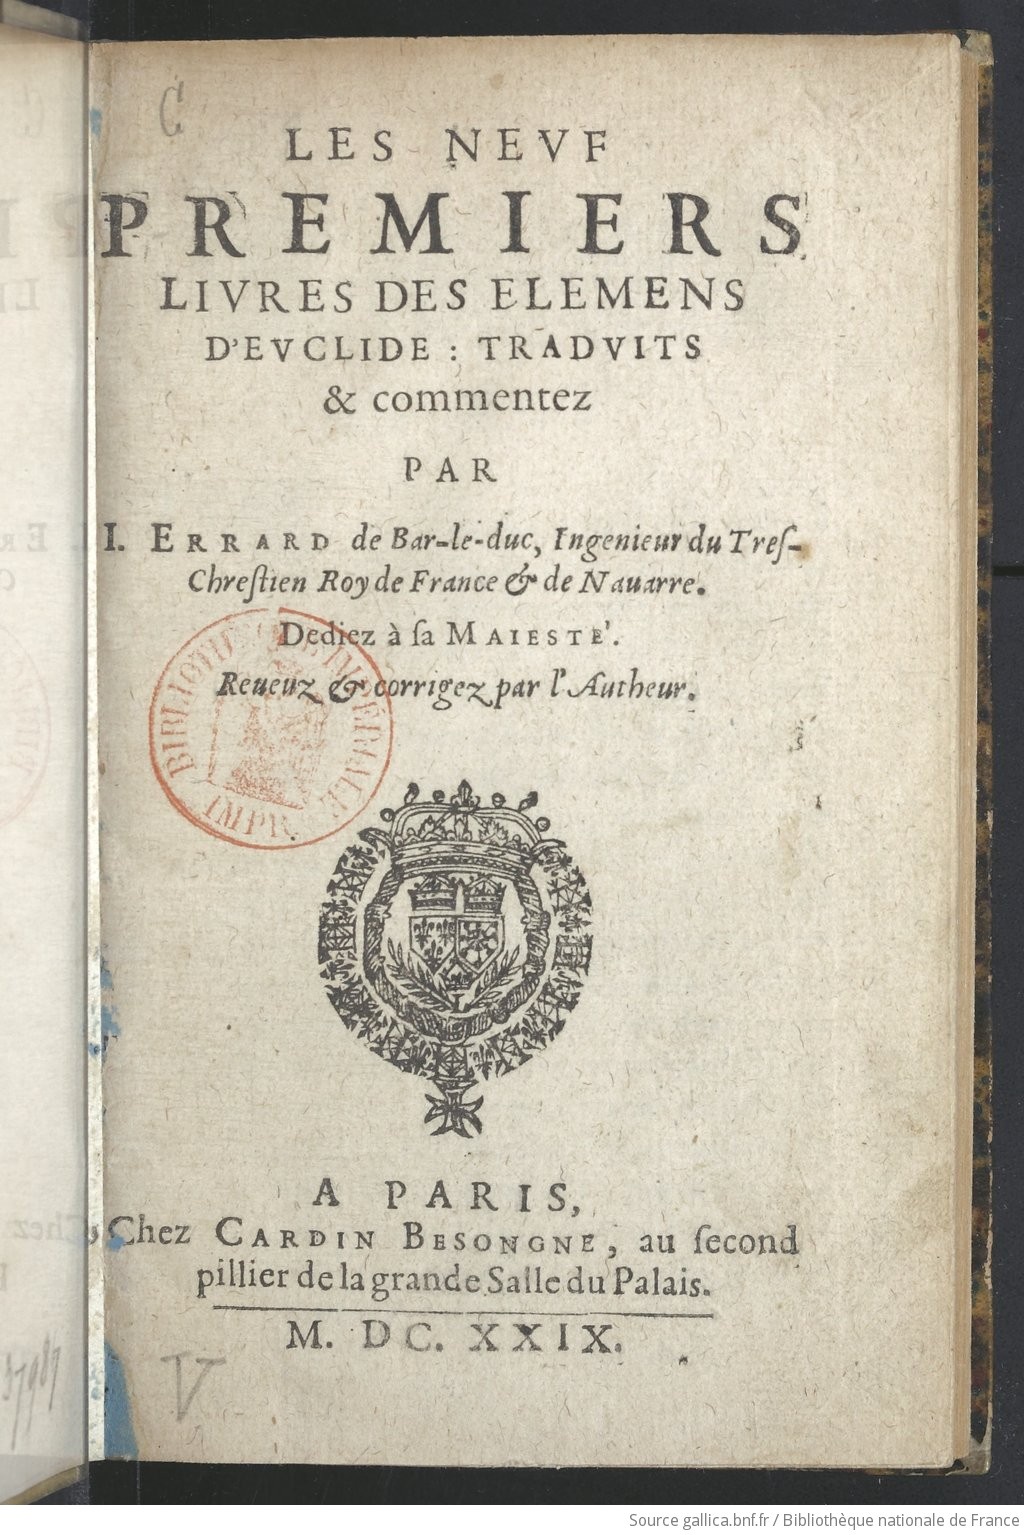 C
LES NEVF
PREMIERS
LIVRES DES ELEMENS
D'EVCLIDE : TRADVITS
& commentez
PAR
I. ERRARD de Bar-le-duc, Ingenieur du Treſ-
Chreſtien Roy de France & de Nauarre.
Dediez à ſa MAIESTE'.
Reueuz & corrigez par l'Autheur.
BIBLIOTHEQUE IMPERIALE
IMPR.
A PARIS,
Chez CARDIN BESONGNE, au ſecond
pillier de la grande Salle du Palais.
M. DC. XXIX.
V
Source gallica.bnf.fr / Bibliothèque nationale de France